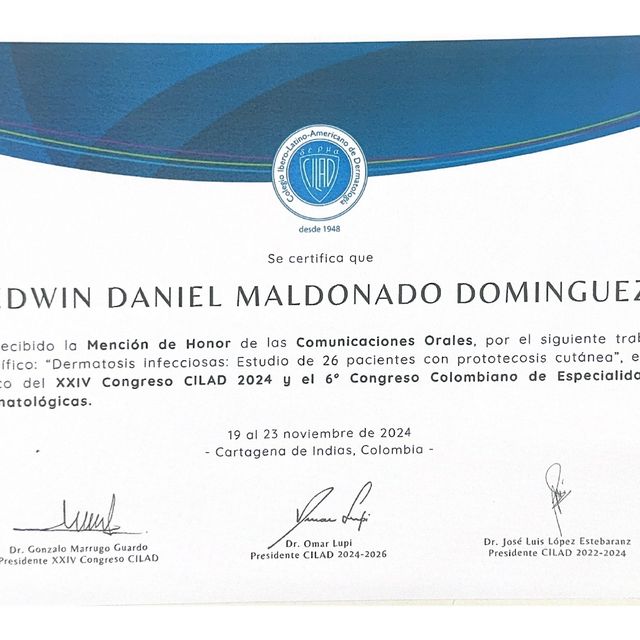 Colegio Ibero-Latino-Americano de Dermatología
CILAD
desde 1948
Se certifica que
EDWIN DANIEL MALDONADO DOMINGUEZ
ecibido la Mención de Honor de las Comunicaciones Orales, por el siguiente trab
ífico: “Dermatosis infecciosas: Estudio de 26 pacientes con prototecosis cutánea”, e
co del XXIV Congreso CILAD 2024 y el 6° Congreso Colombiano de Especialida
matológicas.
19 al 23 noviembre de 2024
- Cartagena de Indias, Colombia -
Dr. Gonzalo Marrugo Guardo
Presidente XXIV Congreso CILAD
Dr. Omar Lupi
Presidente CILAD 2024-2026
Dr. José Luis López Estebaranz
Presidente CILAD 2022-2024